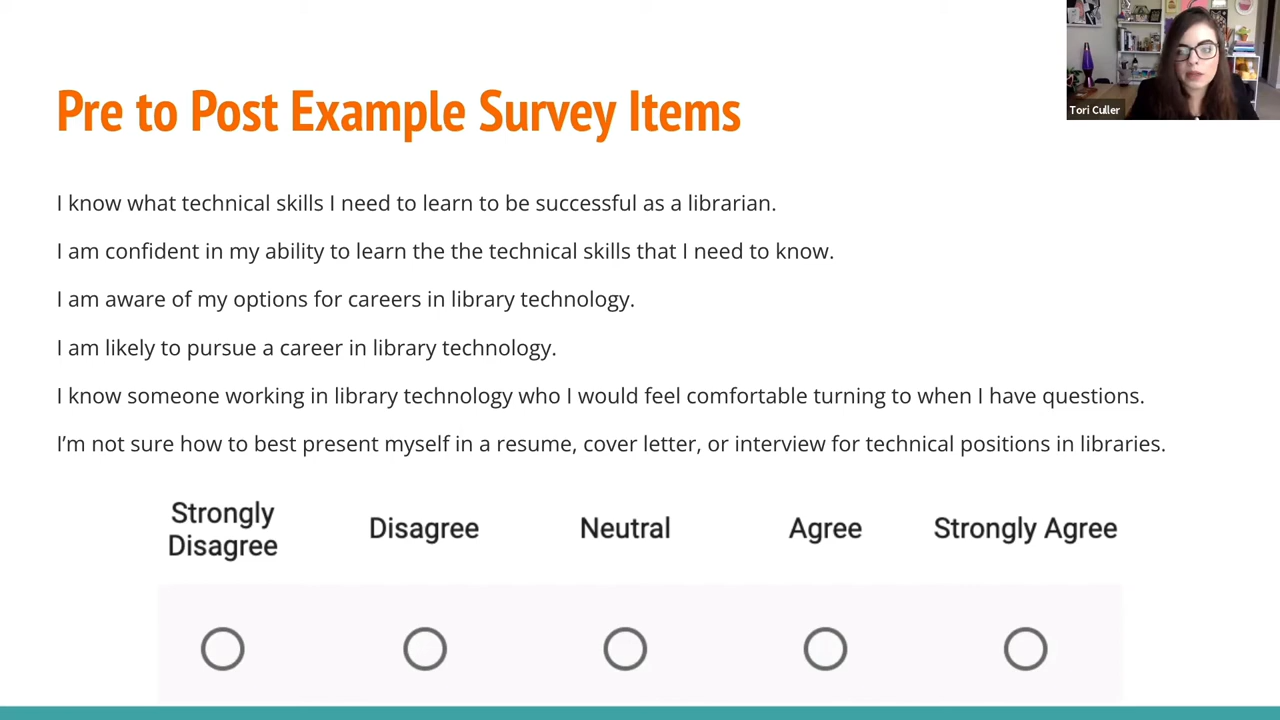 Pre to Post Example Survey Items
Tori Culler
I know what technical skills I need to learn to be successful as a librarian.
I am confident in my ability to learn the the technical skills that I need to know.
I am aware of my options for careers in library technology.
I am likely to pursue a career in library technology.
I know someone working in library technology who I would feel comfortable turning to when I have questions.
I’m not sure how to best present myself in a resume, cover letter, or interview for technical positions in libraries.
Strongly
Disagree
Disagree
Neutral
Agree
Strongly Agree